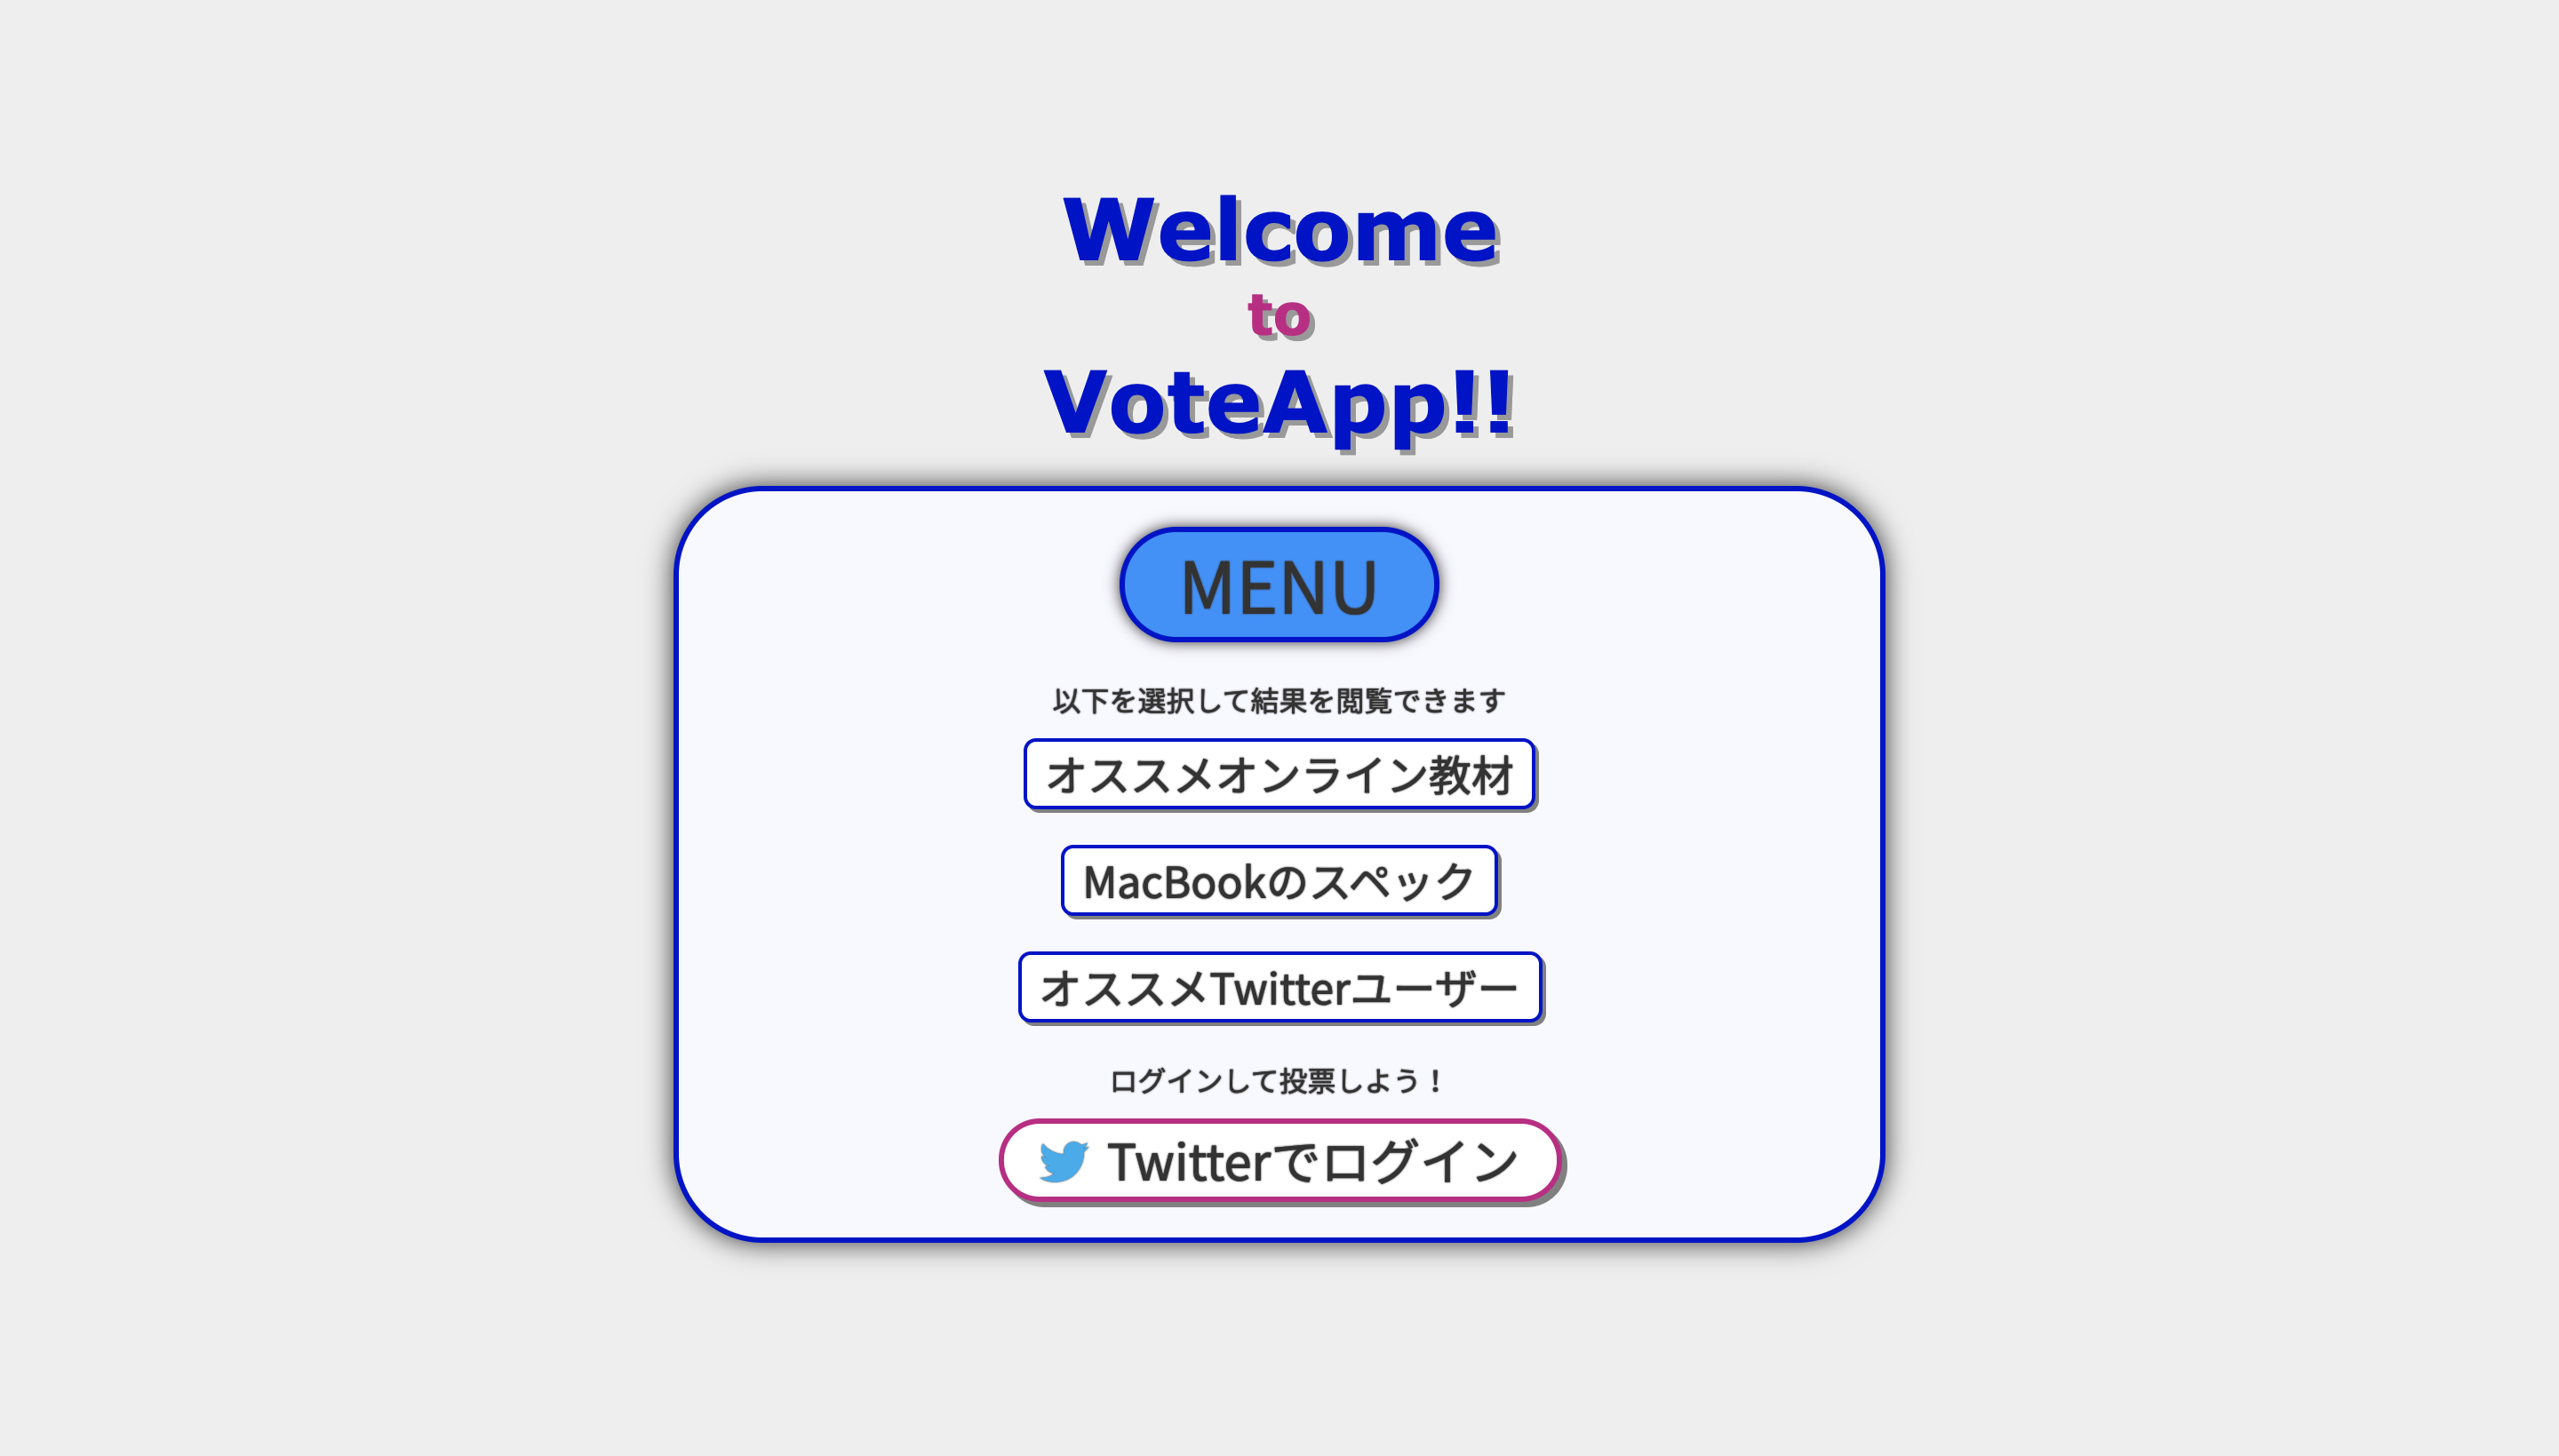 Welcome
to
VoteApp!!
MENU
以下を選択して結果を閲覧できます
オススメオンライン教材
MacBookのスペック
オススメTwitterユーザー
ログインして投票しよう！
Twitterでログイン